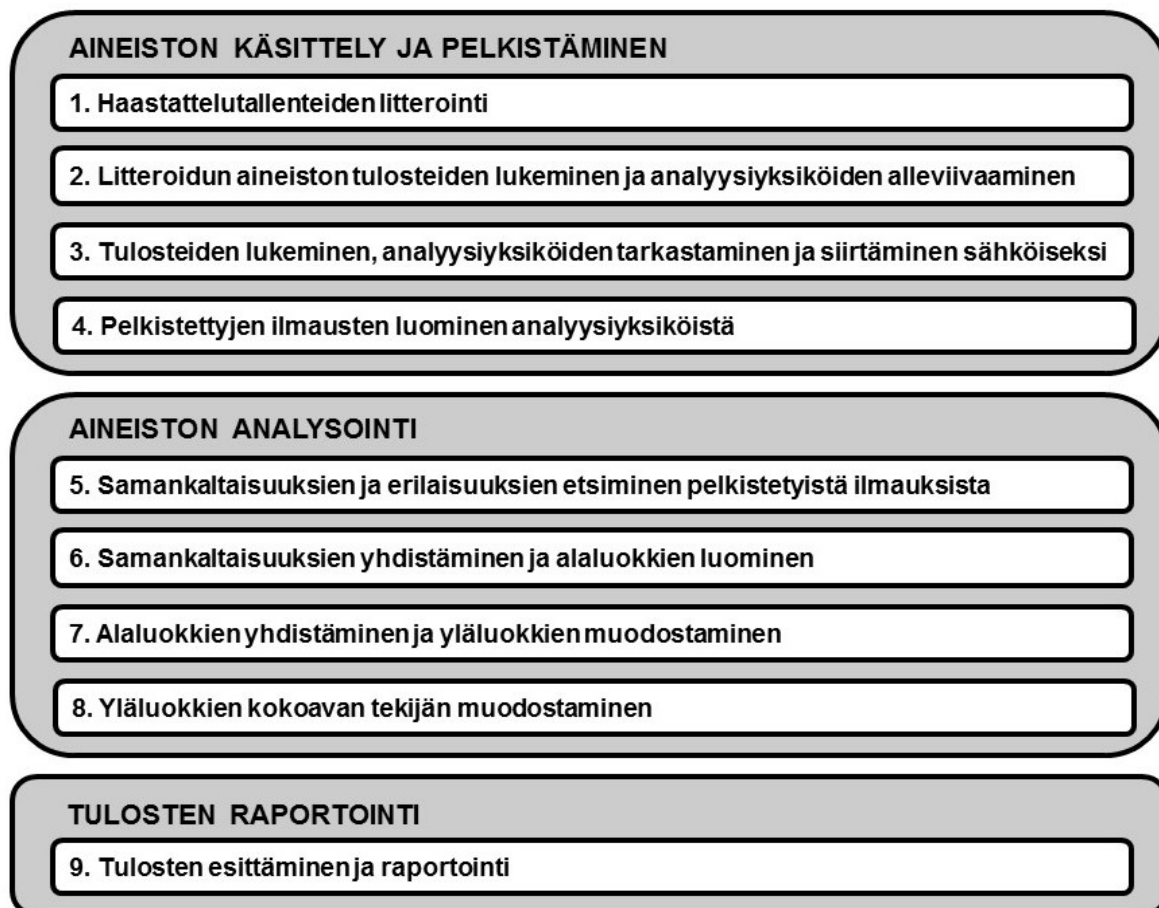 AINEISTON KÄSITTELY JA PELKISTÄMINEN
1. Haastattelutallenteiden litterointi
2. Litteroidun aineiston tulosteiden lukeminen ja analyysiyksiköiden alleviivaaminen
3. Tulosteiden lukeminen, analyysiyksiköiden tarkastaminen ja siirtäminen sähköiseksi
4. Pelkistettyjen ilmausten luominen analyysiyksiköistä
AINEISTON ANALYSOINTI
5. Samankaltaisuuksien ja erilaisuuksien etsiminen pelkistetyistä ilmauksista
6. Samankaltaisuuksien yhdistäminen ja alaluokkien luominen
7. Alaluokkien yhdistäminen ja yläluokkien muodostaminen
8. Yläluokkien kokoavan tekijän muodostaminen
TULOSTEN RAPORTOINTI
9. Tulosten esittäminen ja raportointi